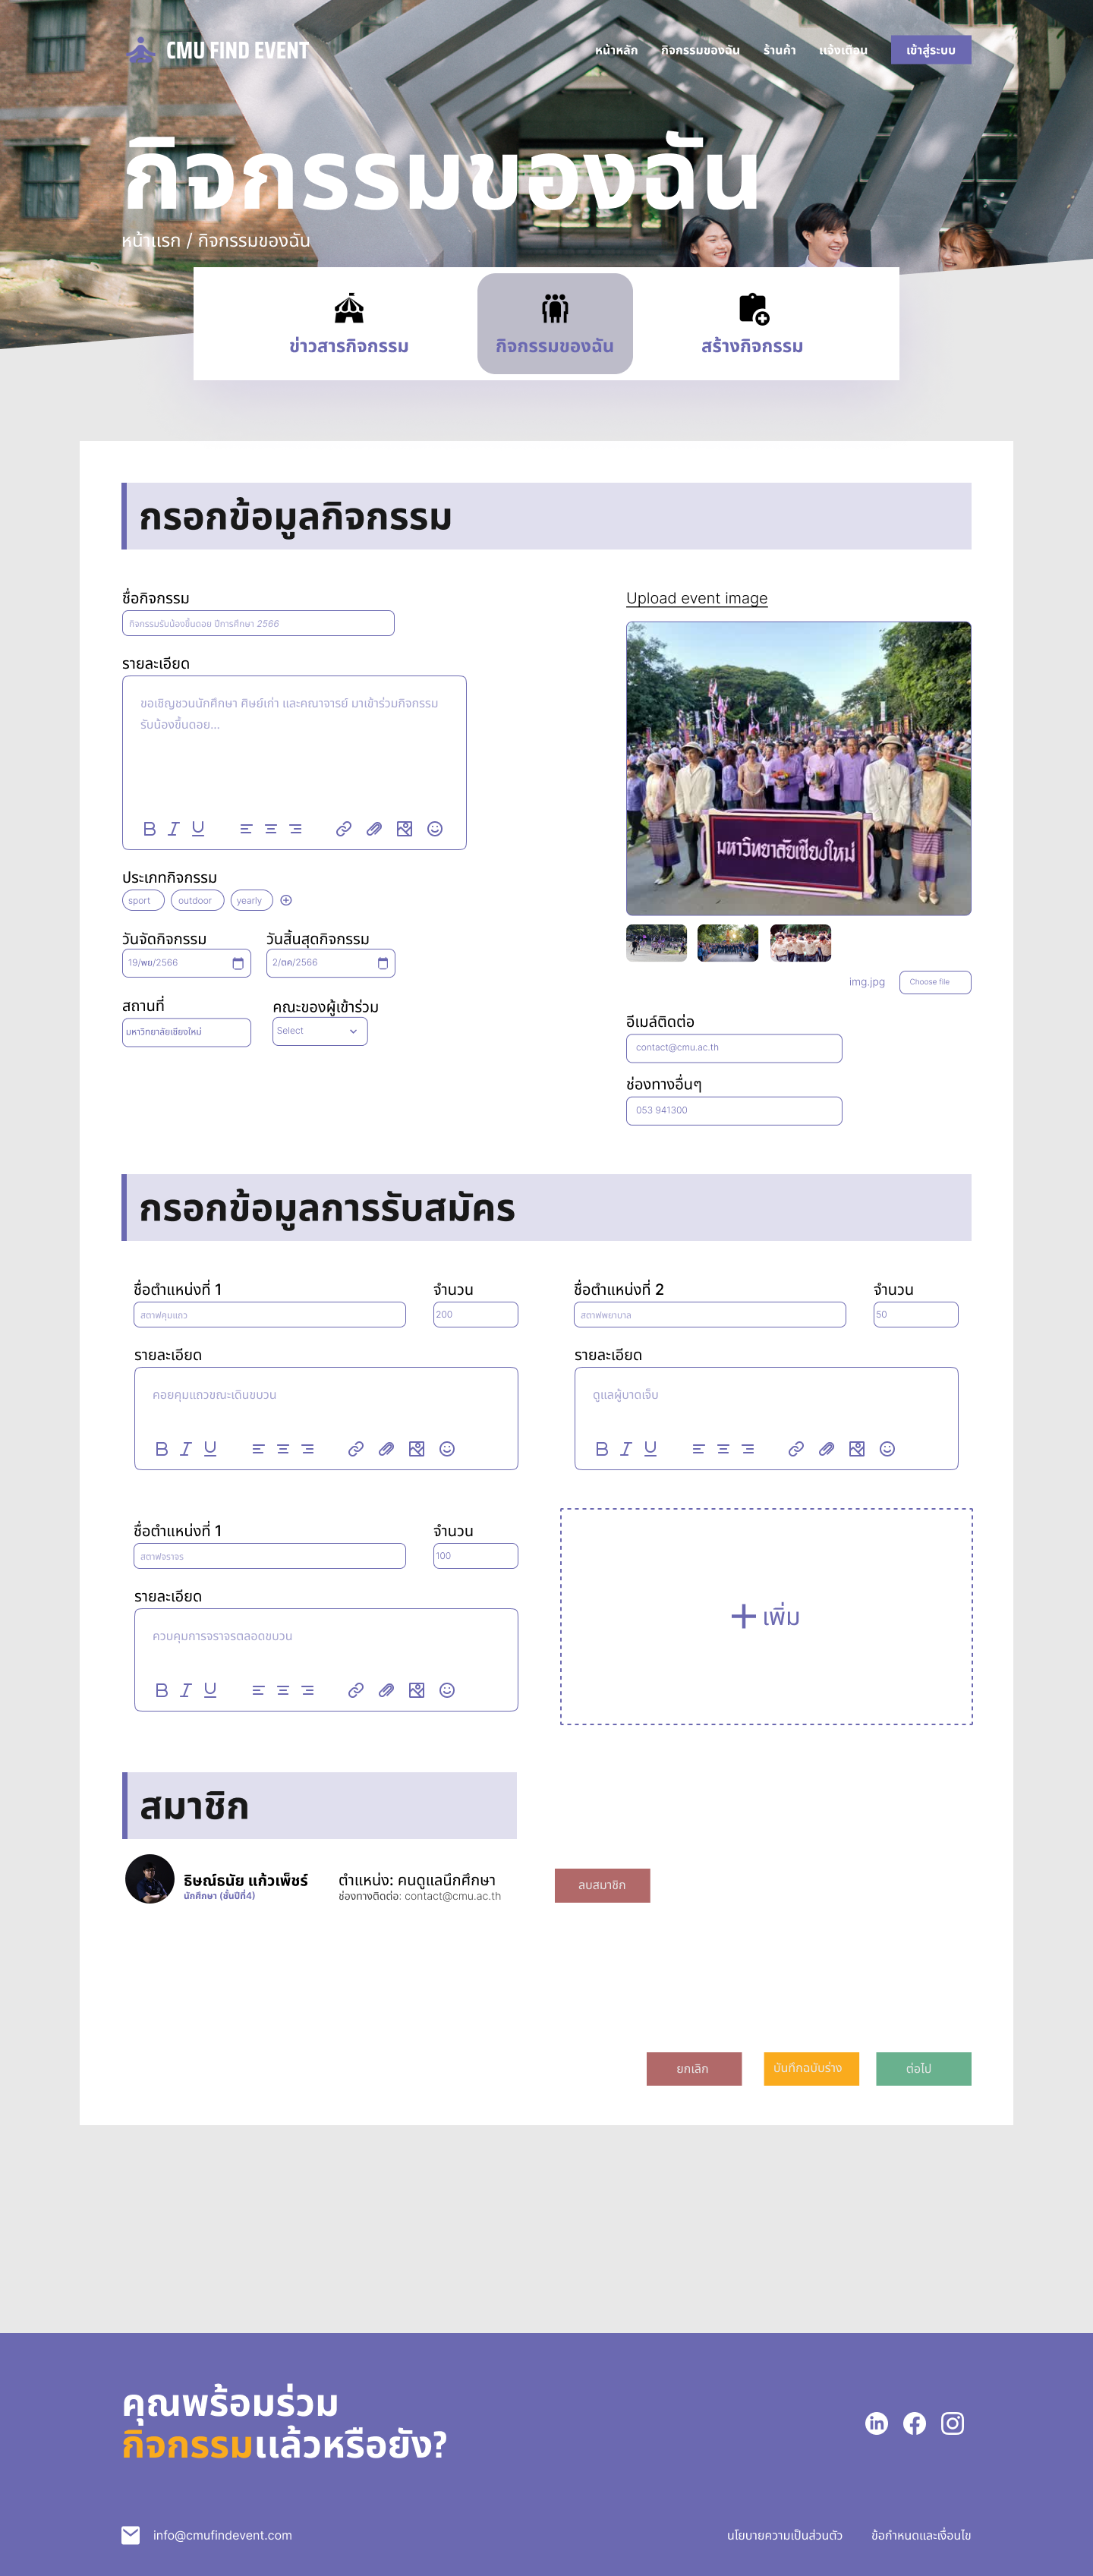 CMU FIND EVENT
หน้าหลัก กิจกรรมของฉัน ร้านค้า แจ้งเตือน เข้าสู่ระบบ
กิจกรรมของฉัน
หน้าแรก / กิจกรรมของฉัน
ข่าวสารกิจกรรม กิจกรรมของฉัน สร้างกิจกรรม
กรอกข้อมูลกิจกรรม
ชื่อกิจกรรม
กิจกรรมรับน้องขึ้นดอย ปีการศึกษา 2566
รายละเอียด
ขอเชิญชวนนักศึกษา ศิษย์เก่า และคณาจารย์ มาเข้าร่วมกิจกรรม
รับน้องขึ้นดอย...
ประเภทกิจกรรม
sport outdoor yearly
วันจัดกิจกรรม วันสิ้นสุดกิจกรรม
19/พย/2566 2/ตค/2566
สถานที่ คณะของผู้เข้าร่วม
มหาวิทยาลัยเชียงใหม่ Select
Upload event image
มหาวิทยาลัยเชียงใหม่
img.jpg Choose file
อีเมล์ติดต่อ
contact@cmu.ac.th
ช่องทางอื่นๆ
053 941300
กรอกข้อมูลการรับสมัคร
ชื่อตำแหน่งที่ 1 จำนวน
สตาฟคุมแถว 200
รายละเอียด
คอยคุมแถวขณะเดินขบวน
ชื่อตำแหน่งที่ 2 จำนวน
สตาฟพยาบาล 50
รายละเอียด
ดูแลผู้บาดเจ็บ
ชื่อตำแหน่งที่ 1 จำนวน
สตาฟจราจร 100
รายละเอียด
ควบคุมการจราจรตลอดขบวน
เพิ่ม
สมาชิก
ธิษณ์ธนัย แก้วเพ็ชร์
นักศึกษา (ชั้นปีที่4)
ตำแหน่ง: คนดูแลนึกศึกษา
ช่องทางติดต่อ: contact@cmu.ac.th
ลบสมาชิก
ยกเลิก บันทึกฉบับร่าง ต่อไป
คุณพร้อมร่วม
กิจกรรมแล้วหรือยัง?
info@cmufindevent.com
นโยบายความเป็นส่วนตัว ข้อกำหนดและเงื่อนไข